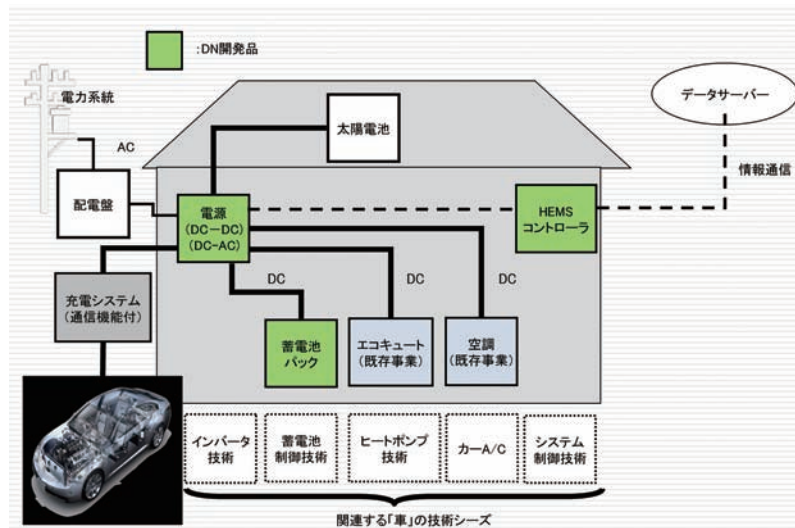 :DN開発品
電力系統
AC
配電盤
太陽電池
データサーバー
情報通信
電源
(DC－DC)
(DC-AC)
HEMS
コントローラ
充電システム
(通信機能付)
DC
DC
DC
蓄電池
パック
エコキュート
(既存事業)
空調
(既存事業)
インバータ
技術
蓄電池
制御技術
ヒートポンプ
技術
カーA/C
システム
制御技術
関連する「車」の技術シーズ